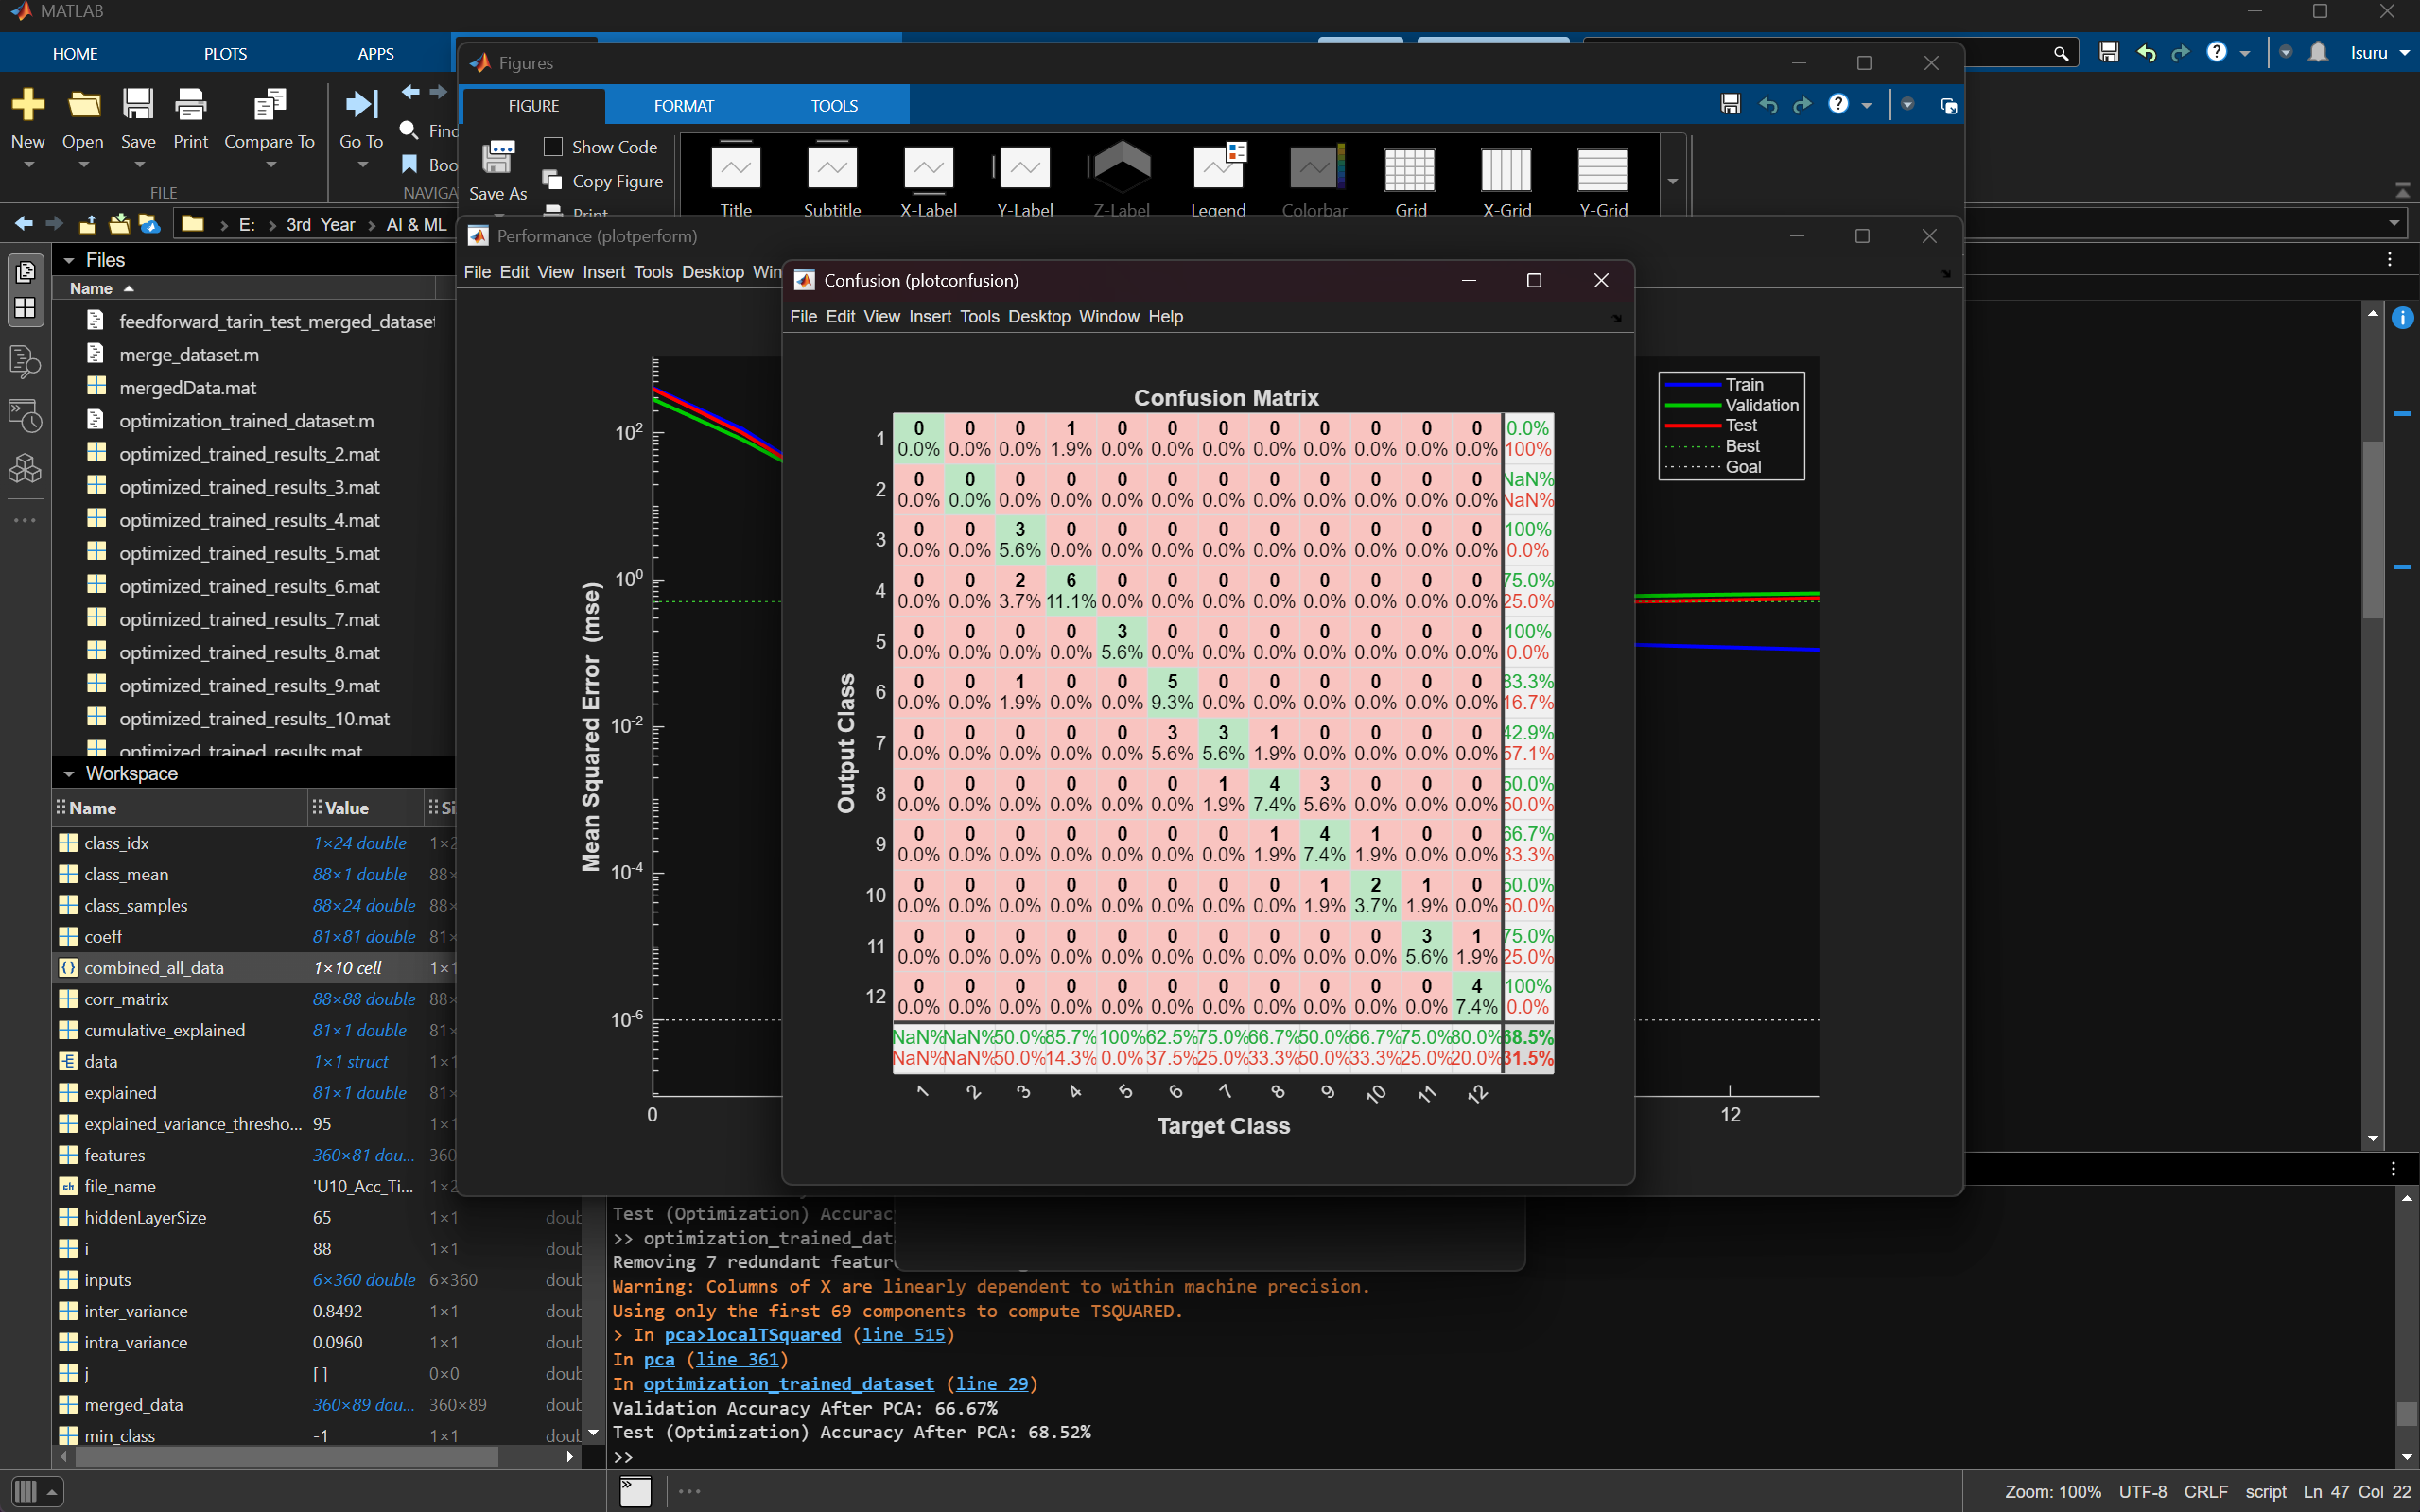 MATLAB
HOME PLOTS APPS
Isuru
New Open Save Print Compare To Go To Find
FILE
Figures
FIGURE FORMAT TOOLS
Save As Show Code
Copy Figure
Print
Title Subtitle X-Label Y-Label Z-Label Legend Colorbar Grid X-Grid Y-Grid
E: > 3rd Year > AI & ML
Files
Name
feedforward_tarin_test_merged_dataset
merge_dataset.m
mergedData.mat
optimization_trained_dataset.m
optimized_trained_results_2.mat
optimized_trained_results_3.mat
optimized_trained_results_4.mat
optimized_trained_results_5.mat
optimized_trained_results_6.mat
optimized_trained_results_7.mat
optimized_trained_results_8.mat
optimized_trained_results_9.mat
optimized_trained_results_10.mat
optimized_trained_results.mat
Workspace
Name Value
class_idx 1×24 double
class_mean 88×1 double
class_samples 88×24 double
coeff 81×81 double
combined_all_data 1×10 cell
corr_matrix 88×88 double
cumulative_explained 81×1 double
data 1×1 struct
explained 81×1 double
explained_variance_thresho... 95
features 360×81 dou...
file_name 'U10_Acc_Ti...
hiddenLayerSize 65 1×1
i 88 1×1
inputs 6×360 double 6×360
inter_variance 0.8492 1×1
intra_variance 0.0960 1×1
j [] 0×0
merged_data 360×89 dou... 360×89
min_class -1 1×1
Performance (plotperform)
File Edit View Insert Tools Desktop
Mean Squared Error (mse)
10²
10⁰
10⁻²
10⁻⁴
10⁻⁶
0 12
Train
Validation
Test
Best
Goal
Confusion (plotconfusion)
File Edit View Insert Tools Desktop Window Help
Confusion Matrix
Output Class
1 0 0 0 1 0 0 0 0 0 0 0 0 0.0%
0.0% 0.0% 0.0% 1.9% 0.0% 0.0% 0.0% 0.0% 0.0% 0.0% 0.0% 0.0% 100%
2 0 0 0 0 0 0 0 0 0 0 0 0 NaN%
0.0% 0.0% 0.0% 0.0% 0.0% 0.0% 0.0% 0.0% 0.0% 0.0% 0.0% 0.0% NaN%
3 0 0 3 0 0 0 0 0 0 0 0 0 100%
0.0% 0.0% 5.6% 0.0% 0.0% 0.0% 0.0% 0.0% 0.0% 0.0% 0.0% 0.0% 0.0%
4 0 0 2 6 0 0 0 0 0 0 0 0 75.0%
0.0% 0.0% 3.7% 11.1% 0.0% 0.0% 0.0% 0.0% 0.0% 0.0% 0.0% 0.0% 25.0%
5 0 0 0 0 3 0 0 0 0 0 0 0 100%
0.0% 0.0% 0.0% 0.0% 5.6% 0.0% 0.0% 0.0% 0.0% 0.0% 0.0% 0.0% 0.0%
6 0 0 1 0 0 5 0 0 0 0 0 0 83.3%
0.0% 0.0% 1.9% 0.0% 0.0% 9.3% 0.0% 0.0% 0.0% 0.0% 0.0% 0.0% 16.7%
7 0 0 0 0 0 3 3 1 0 0 0 0 42.9%
0.0% 0.0% 0.0% 0.0% 0.0% 5.6% 5.6% 1.9% 0.0% 0.0% 0.0% 0.0% 57.1%
8 0 0 0 0 0 0 1 4 3 0 0 0 50.0%
0.0% 0.0% 0.0% 0.0% 0.0% 0.0% 1.9% 7.4% 5.6% 0.0% 0.0% 0.0% 50.0%
9 0 0 0 0 0 0 0 1 4 1 0 0 66.7%
0.0% 0.0% 0.0% 0.0% 0.0% 0.0% 0.0% 1.9% 7.4% 1.9% 0.0% 0.0% 33.3%
10 0 0 0 0 0 0 0 0 1 2 1 0 50.0%
0.0% 0.0% 0.0% 0.0% 0.0% 0.0% 0.0% 0.0% 1.9% 3.7% 1.9% 0.0% 50.0%
11 0 0 0 0 0 0 0 0 0 0 3 1 75.0%
0.0% 0.0% 0.0% 0.0% 0.0% 0.0% 0.0% 0.0% 0.0% 0.0% 5.6% 1.9% 25.0%
12 0 0 0 0 0 0 0 0 0 0 0 4 100%
0.0% 0.0% 0.0% 0.0% 0.0% 0.0% 0.0% 0.0% 0.0% 0.0% 0.0% 7.4% 0.0%
NaN% NaN% 50.0% 85.7% 100% 62.5% 75.0% 66.7% 50.0% 66.7% 75.0% 80.0% 68.5%
NaN% NaN% 50.0% 14.3% 0.0% 37.5% 25.0% 33.3% 50.0% 33.3% 25.0% 20.0% 31.5%
1 2 3 4 5 6 7 8 9 10 11 12
Target Class
Test (Optimization) Accurac
>> optimization_trained_dat
Removing 7 redundant featur
Warning: Columns of X are linearly dependent to within machine precision.
Using only the first 69 components to compute TSQUARED.
> In pca>localTSquared (line 515)
In pca (line 361)
In optimization_trained_dataset (line 29)
Validation Accuracy After PCA: 66.67%
Test (Optimization) Accuracy After PCA: 68.52%
>>
Zoom: 100% UTF-8 CRLF script Ln 47 Col 22